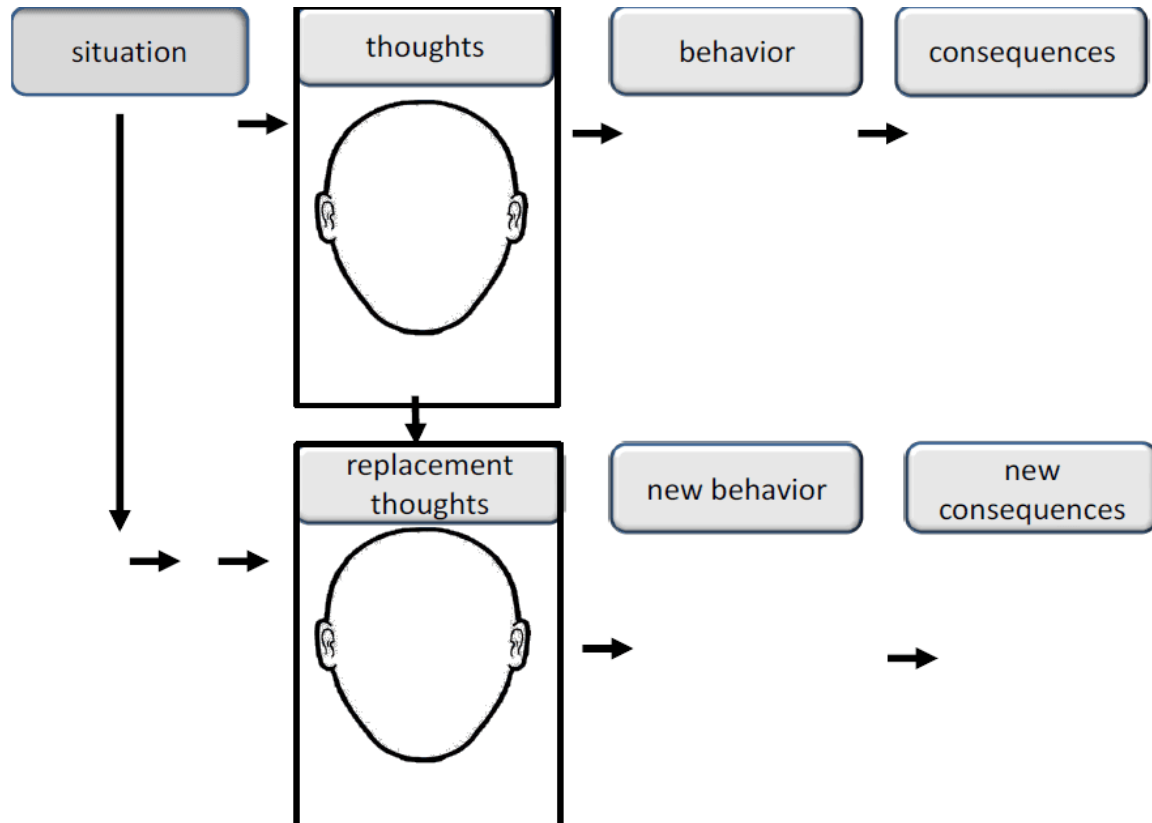 situation
thoughts
behavior
consequences
replacement
thoughts
new behavior
new
consequences